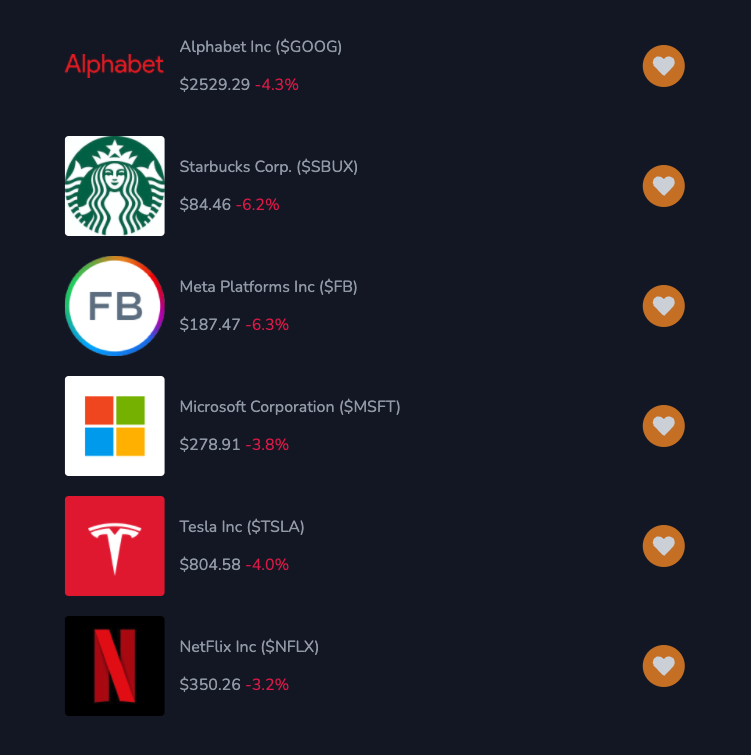 Alphabet
Alphabet Inc ($GOOG)
$2529.29 -4.3%
Starbucks Corp. ($SBUX)
$84.46 -6.2%
FB
Meta Platforms Inc ($FB)
$187.47 -6.3%
Microsoft Corporation ($MSFT)
$278.91 -3.8%
Tesla Inc ($TSLA)
$804.58 -4.0%
N
NetFlix Inc ($NFLX)
$350.26 -3.2%